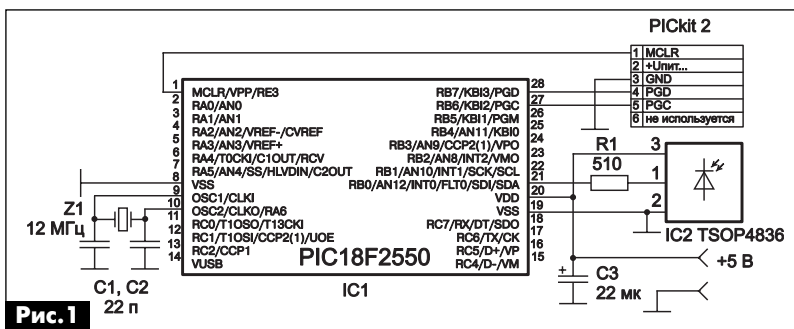 PICkit 2
1 MCLR
2 +Uпит...
3 GND
4 PGD
5 PGC
6 не используется
1 MCLR/VPP/RE3
2 RA0/AN0
3 RA1/AN1
4 RA2/AN2/VREF-/CVREF
5 RA3/AN3/VREF+
6 RA4/T0CKI/C1OUT/RCV
7 RA5/AN4/SS/HLVDIN/C2OUT
8 VSS
9 OSC1/CLKI
10 OSC2/CLKO/RA6
11 RC0/T1OSO/T13CKI
12 RC1/T1OSI/CCP2(1)/UOE
13 RC2/CCP1
14 VUSB
RB7/KBI3/PGD 28
RB6/KBI2/PGC 27
RB5/KBI1/PGM 26
RB4/AN11/KBI0 25
RB3/AN9/CCP2(1)/VPO 24
RB2/AN8/INT2/VMO 23
RB1/AN10/INT1/SCK/SCL 22
RB0/AN12/INT0/FLT0/SDI/SDA 21
VDD 20
VSS 19
RC7/RX/DT/SDO 18
RC6/TX/CK 17
RC5/D+/VP 16
RC4/D-/VM 15
PIC18F2550
IC1
Z1
12 МГц
C1, C2
22 п
R1
510
3
1
2
IC2 TSOP4836
+5 В
+
C3
22 мк
Рис.1